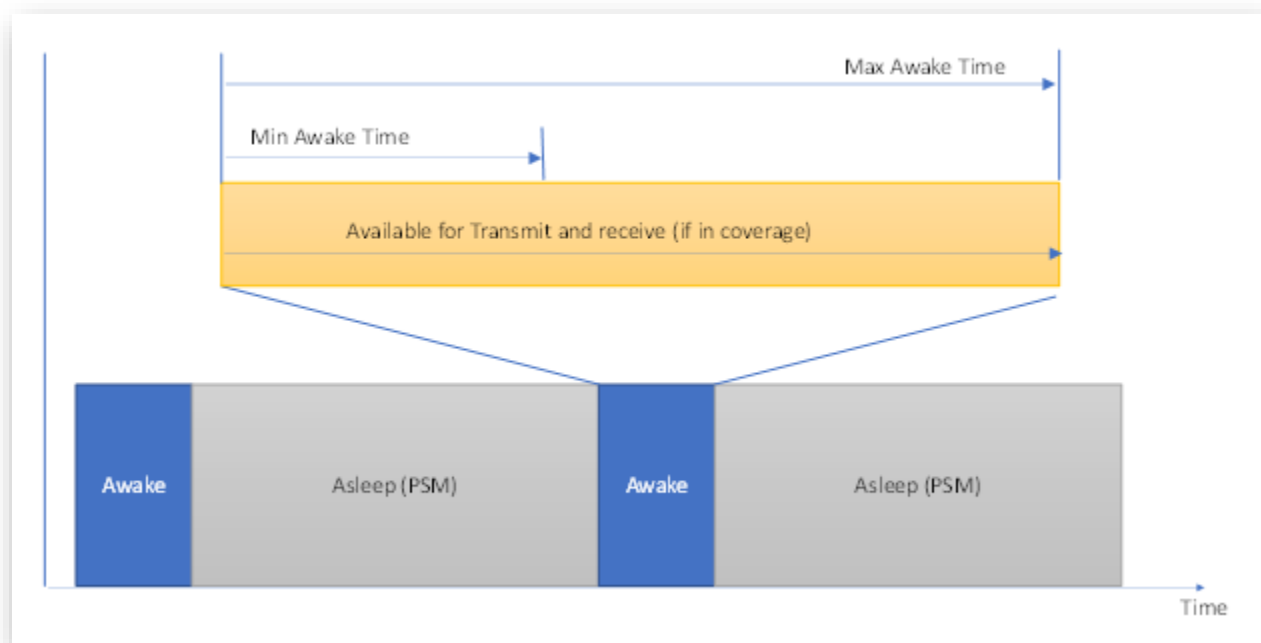 Max Awake Time
Min Awake Time
Available for Transmit and receive (if in coverage)
Awake
Asleep (PSM)
Awake
Asleep (PSM)
Time